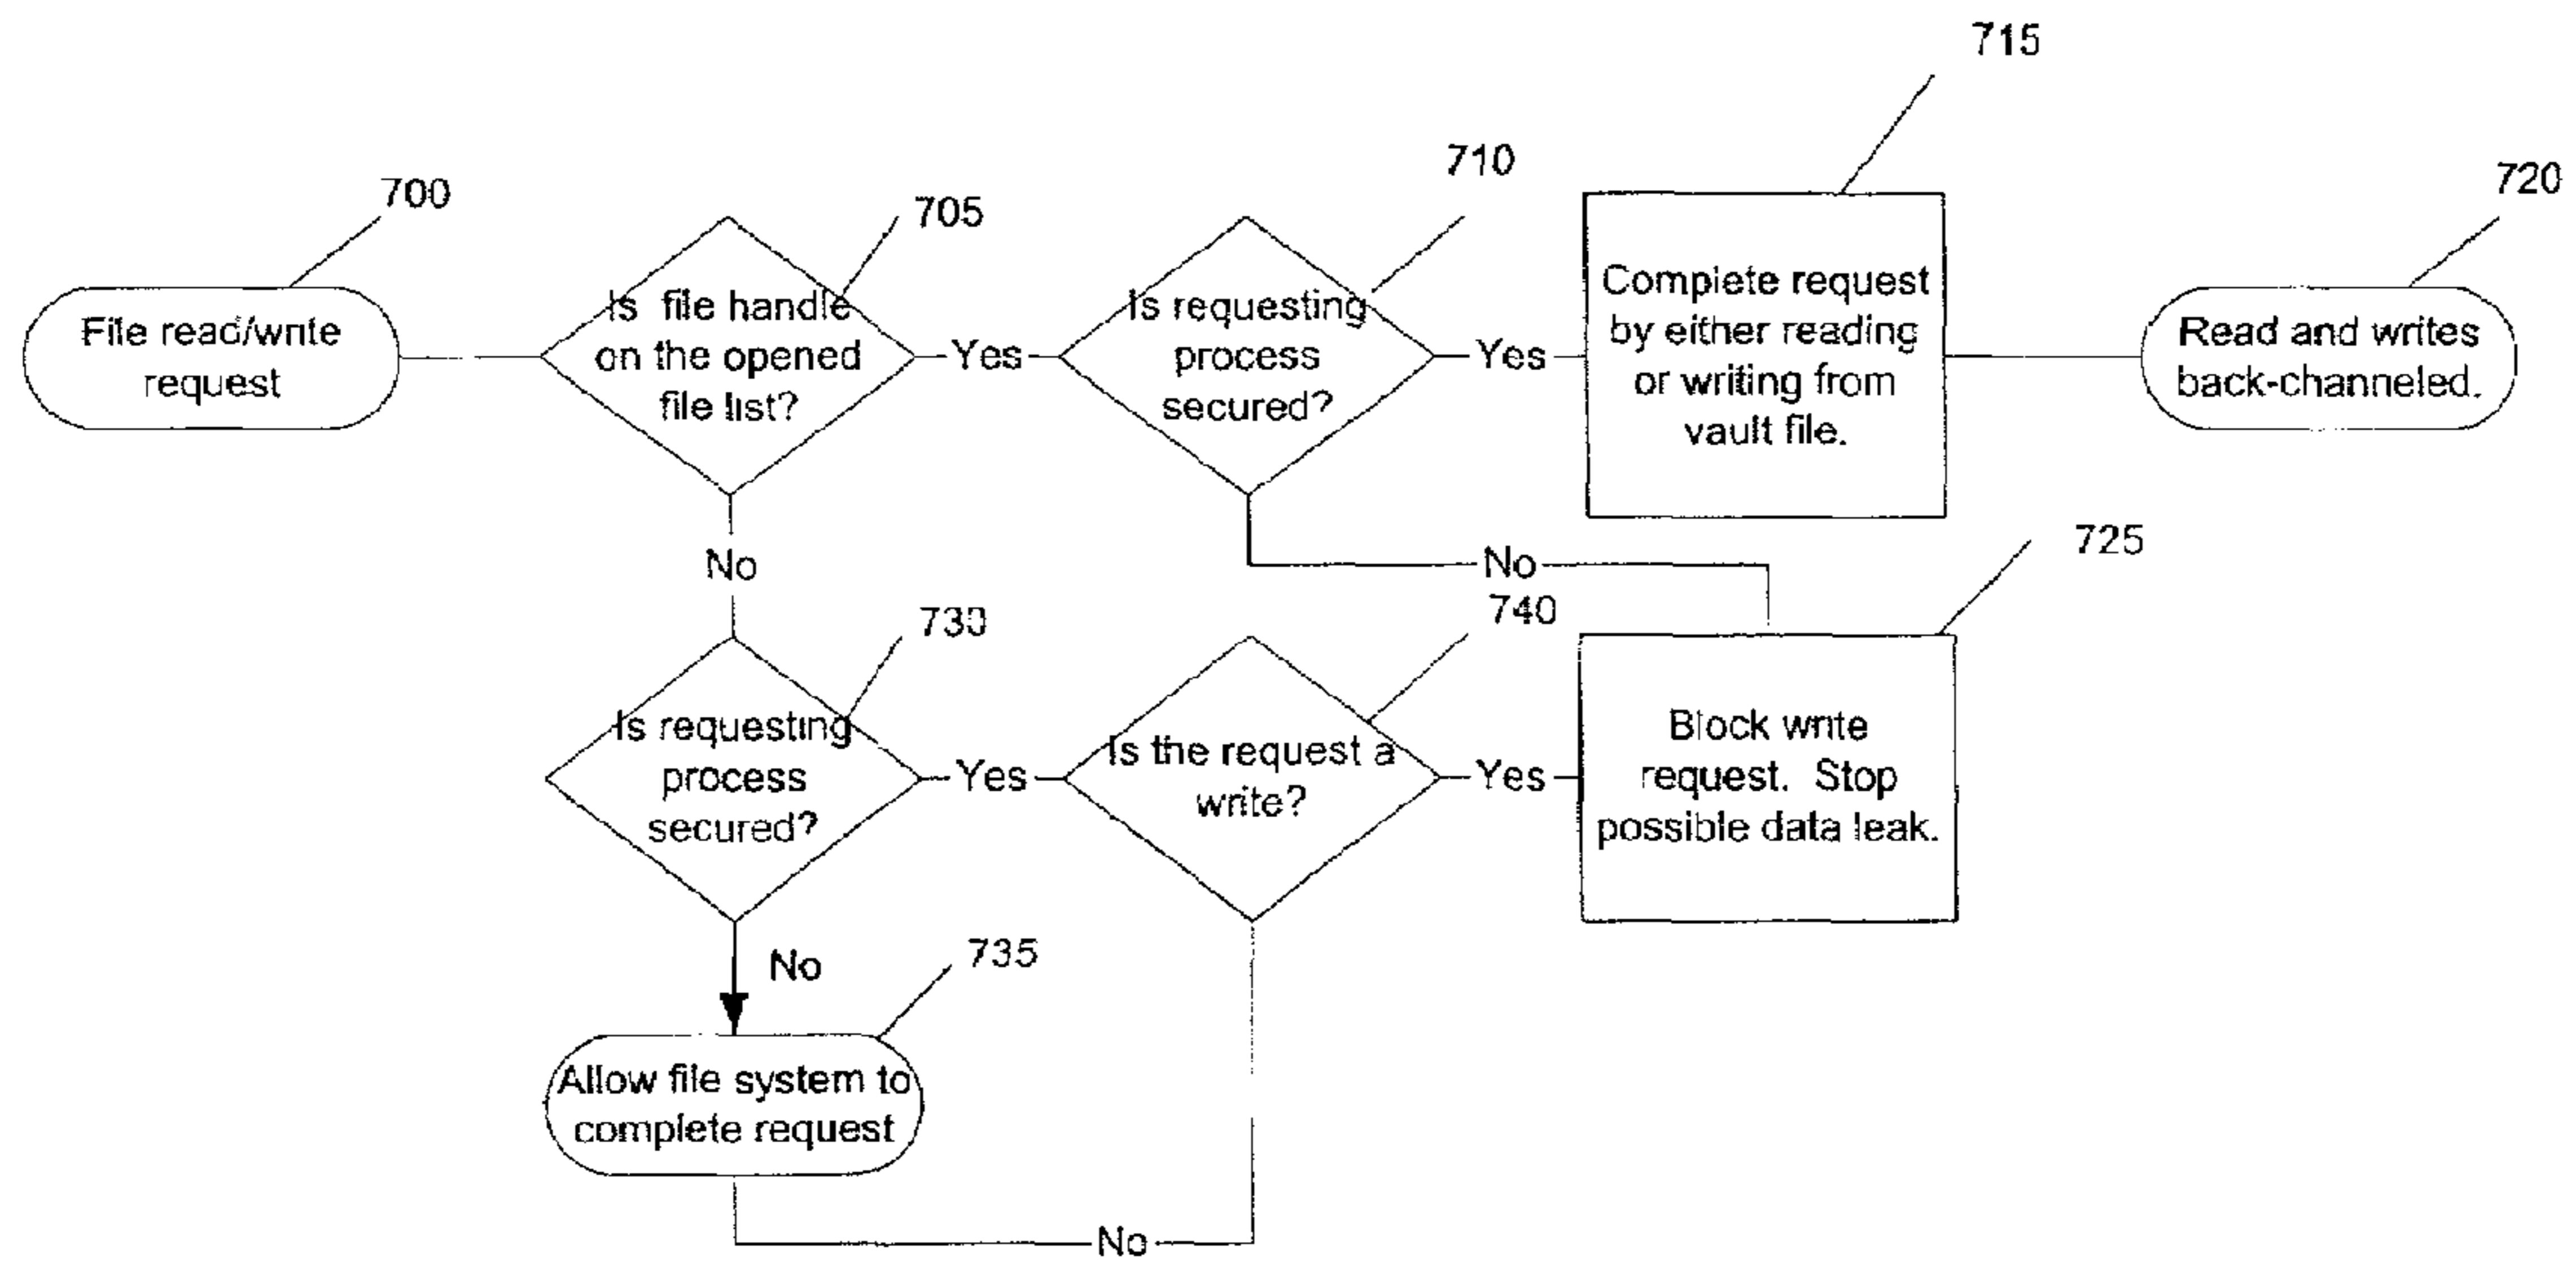 715
710
720
700
705
File read/write
request
Is file handle
on the opened
file list?
Yes
Is requesting
process
secured?
Yes
Complete request
by either reading
or writing from
vault file.
Read and writes
back-channeled.
No
No
725
730
740
Is requesting
process
secured?
Yes
Is the request a
write?
Yes
Block write
request. Stop
possible data leak.
No
735
Allow file system to
complete request
No